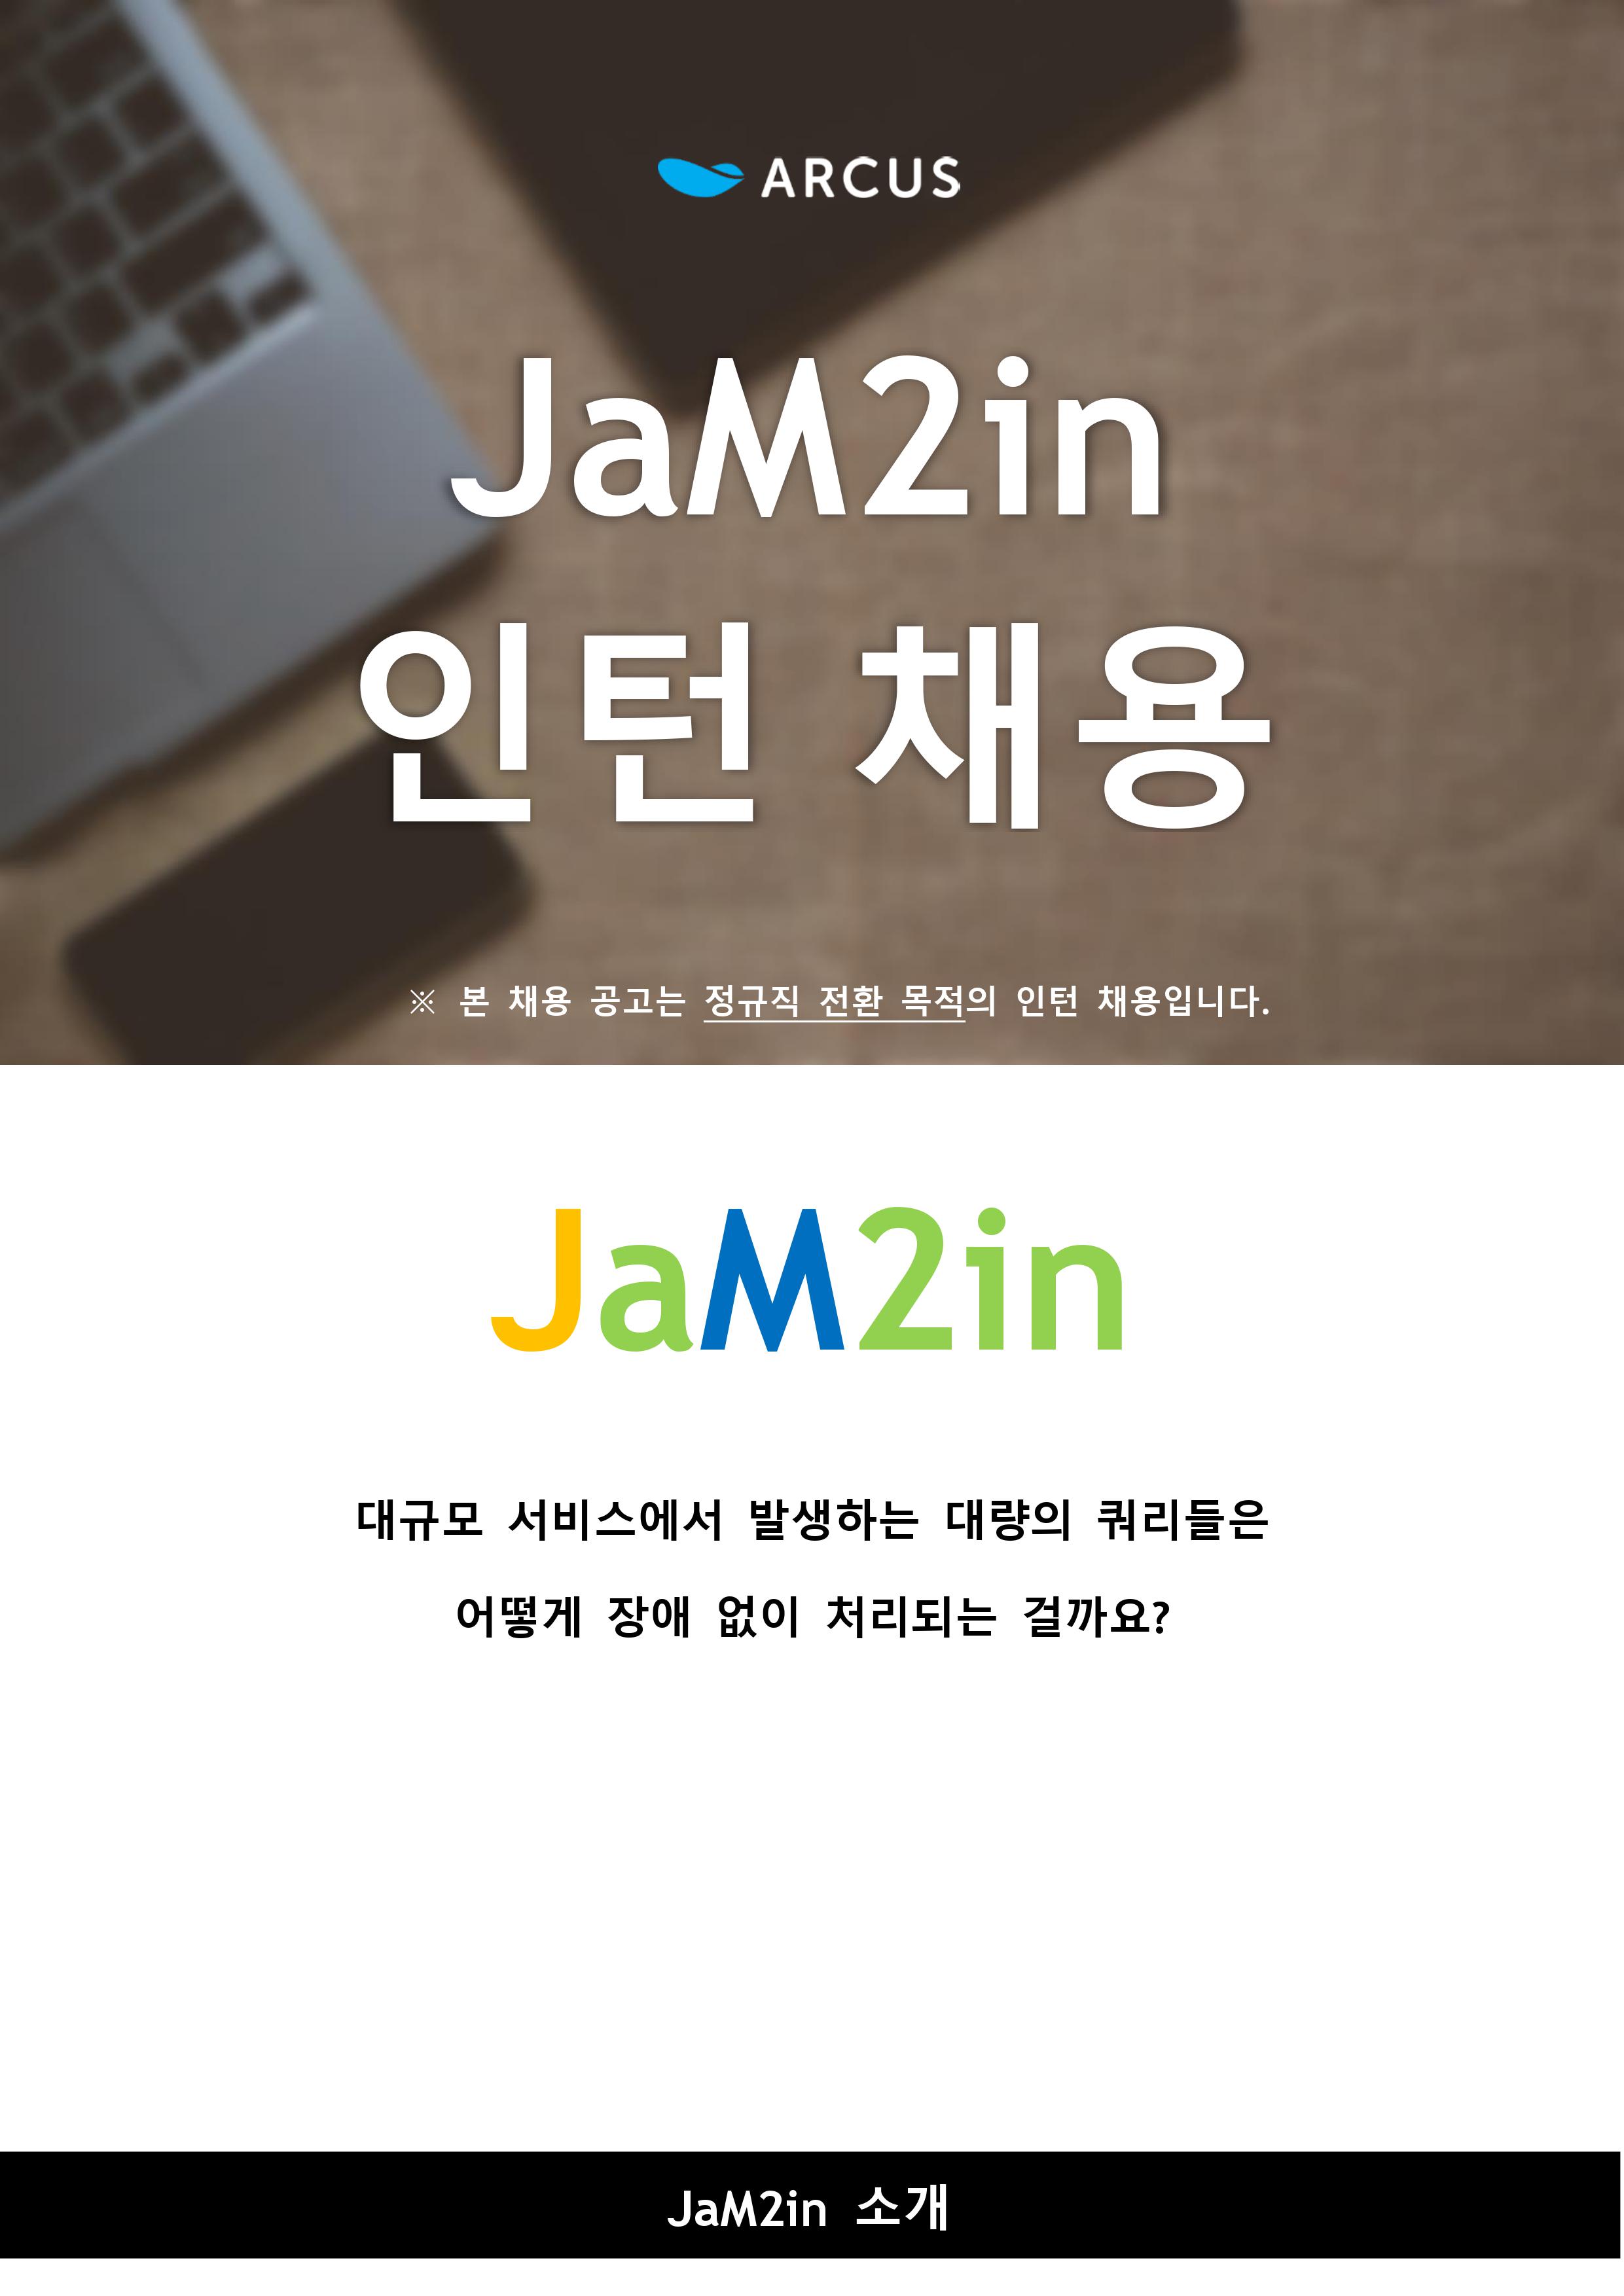 ARCUS
JaM2in
인턴 채용
※ 본 채용 공고는 정규직 전환 목적의 인턴 채용입니다.
JaM2in
대규모 서비스에서 발생하는 대량의 쿼리들은
어떻게 장애 없이 처리되는 걸까요?
JaM2in 소개